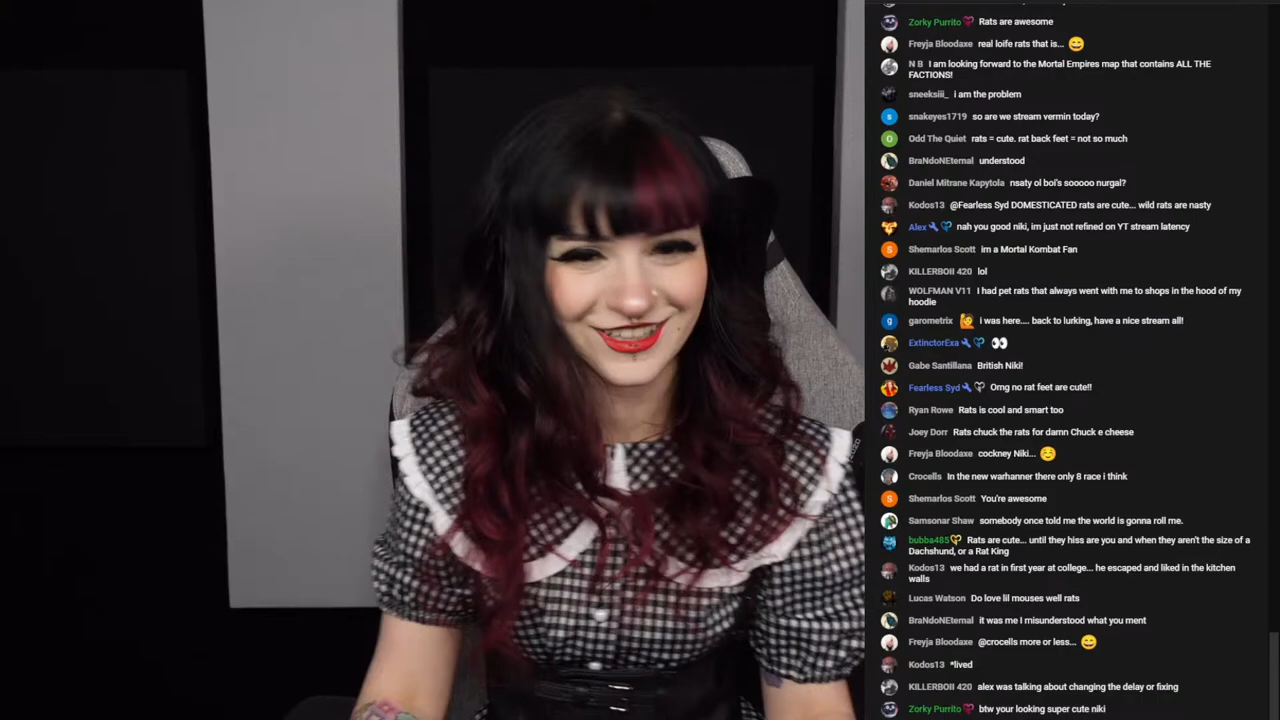 Zorky Purrito Rats are awesome
Freyja Bloodaxe real loife rats that is...
N B I am looking forward to the Mortal Empires map that contains ALL THE
FACTIONS!
sneeksiii_ i am the problem
snakeyes1719 so are we stream vermin today?
Odd The Quiet rats = cute. rat back feet = not so much
BraNdoNEternal understood
Daniel Mitrane Kapytola nsaty ol boi's sooooo nurgal?
Kodos13 @Fearless Syd DOMESTICATED rats are cute... wild rats are nasty
Alex nah you good niki, im just not refined on YT stream latency
Shemarlos Scott im a Mortal Kombat Fan
KILLERBOII 420 lol
WOLFMAN V11 I had pet rats that always went with me to shops in the hood of my
hoodie
garometrix i was here.... back to lurking, have a nice stream all!
ExtinctorExa
Gabe Santillana British Niki!
Fearless Syd Omg no rat feet are cute!!
Ryan Rowe Rats is cool and smart too
Joey Dorr Rats chuck the rats for damn Chuck e cheese
Freyja Bloodaxe cockney Niki...
Crocells In the new warhanner there only 8 race i think
Shemarlos Scott You're awesome
Samsonar Shaw somebody once told me the world is gonna roll me.
bubba485 Rats are cute... until they hiss are you and when they aren't the size of a
Dachshund, or a Rat King
Kodos13 we had a rat in first year at college... he escaped and liked in the kitchen
walls
Lucas Watson Do love lil mouses well rats
BraNdoNEternal it was me I misunderstood what you ment
Freyja Bloodaxe @crocells more or less...
Kodos13 *lived
KILLERBOII 420 alex was talking about changing the delay or fixing
Zorky Purrito btw your looking super cute niki